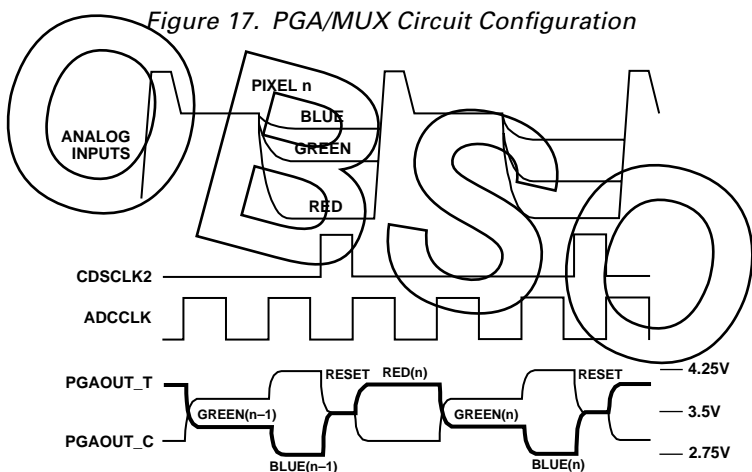 Figure 17. PGA/MUX Circuit Configuration
PIXEL n
BLUE
ANALOG
INPUTS
GREEN
RED
CDSCLK2
ADCCLK
PGAOUT_T
RESET
RED(n)
RESET
4.25V
GREEN(n–1)
GREEN(n)
3.5V
PGAOUT_C
2.75V
BLUE(n–1)
BLUE(n)
OBSO